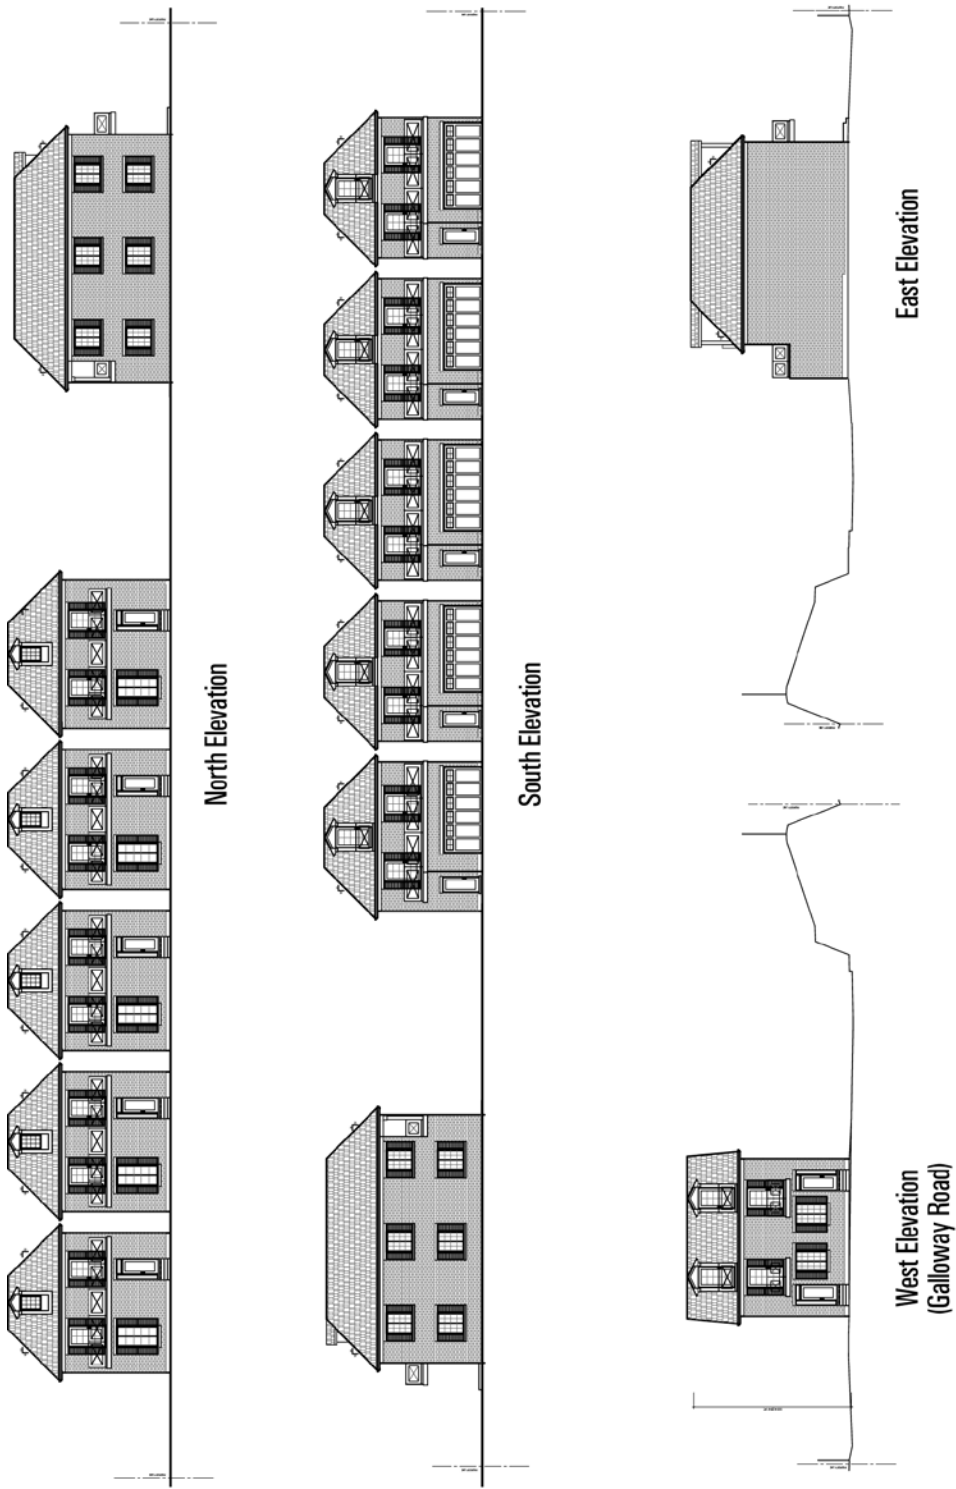 North Elevation
South Elevation
East Elevation
West Elevation
(Galloway Road)